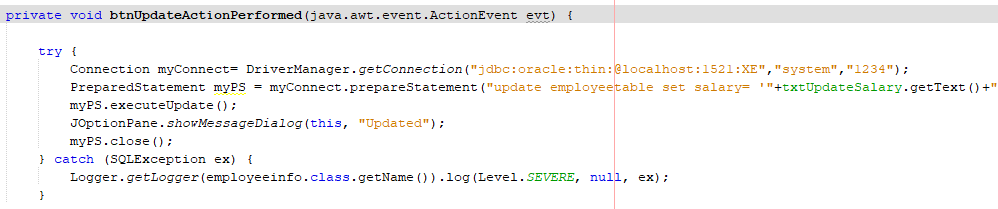 private void btnUpdateActionPerformed(java.awt.event.ActionEvent evt) {
try {
Connection myConnect= DriverManager.getConnection("jdbc:oracle:thin:@localhost:1521:XE","system","1234");
PreparedStatement myPS = myConnect.prepareStatement("update employeetable set salary= '"+txtUpdateSalary.getText()+"
myPS.executeUpdate();
JOptionPane.showMessageDialog(this, "Updated");
myPS.close();
} catch (SQLException ex) {
Logger.getLogger(employeeinfo.class.getName()).log(Level.SEVERE, null, ex);
}